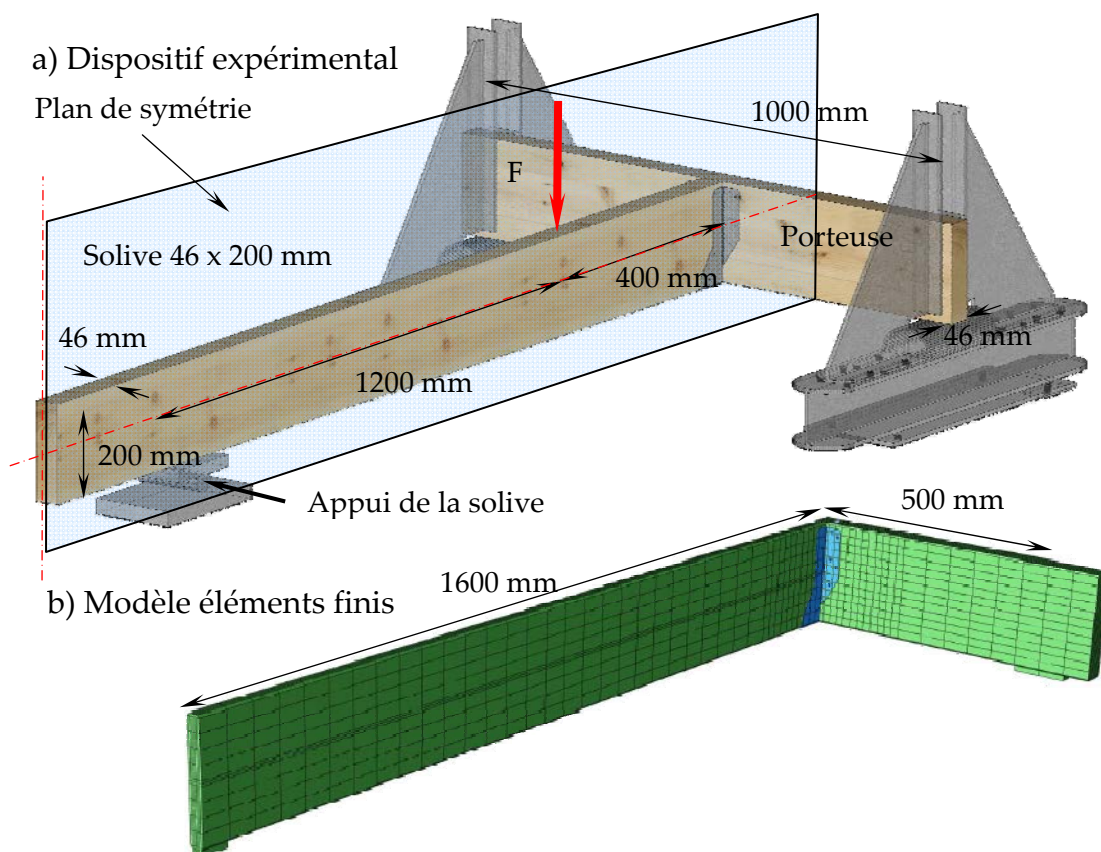 a) Dispositif expérimental
Plan de symétrie
1000 mm
F
Solive 46 x 200 mm
Porteuse
400 mm
46 mm
46 mm
1200 mm
200 mm
Appui de la solive
500 mm
1600 mm
b) Modèle éléments finis